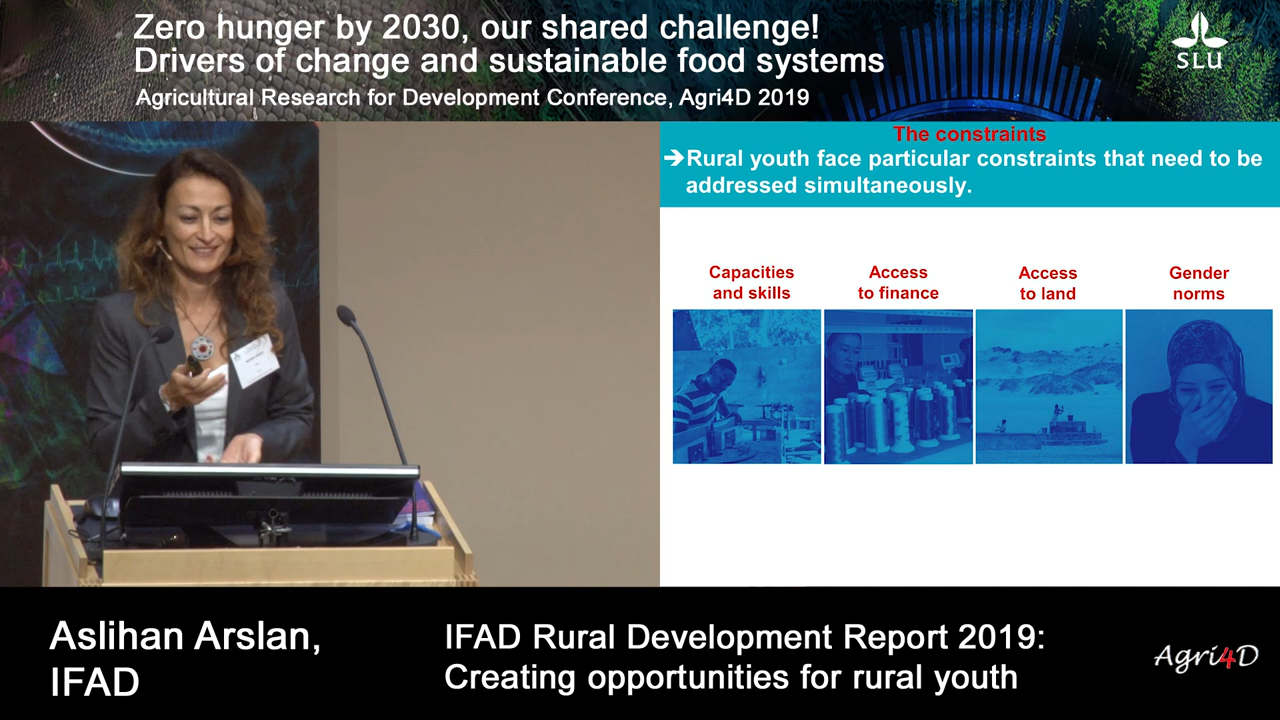 Zero hunger by 2030, our shared challenge!
Drivers of change and sustainable food systems
Agricultural Research for Development Conference, Agri4D 2019
SLU
The constraints
➔Rural youth face particular constraints that need to be
addressed simultaneously.
Capacities
and skills
Access
to finance
Access
to land
Gender
norms
Aslihan Arslan,
IFAD
IFAD Rural Development Report 2019:
Creating opportunities for rural youth
Agri4D